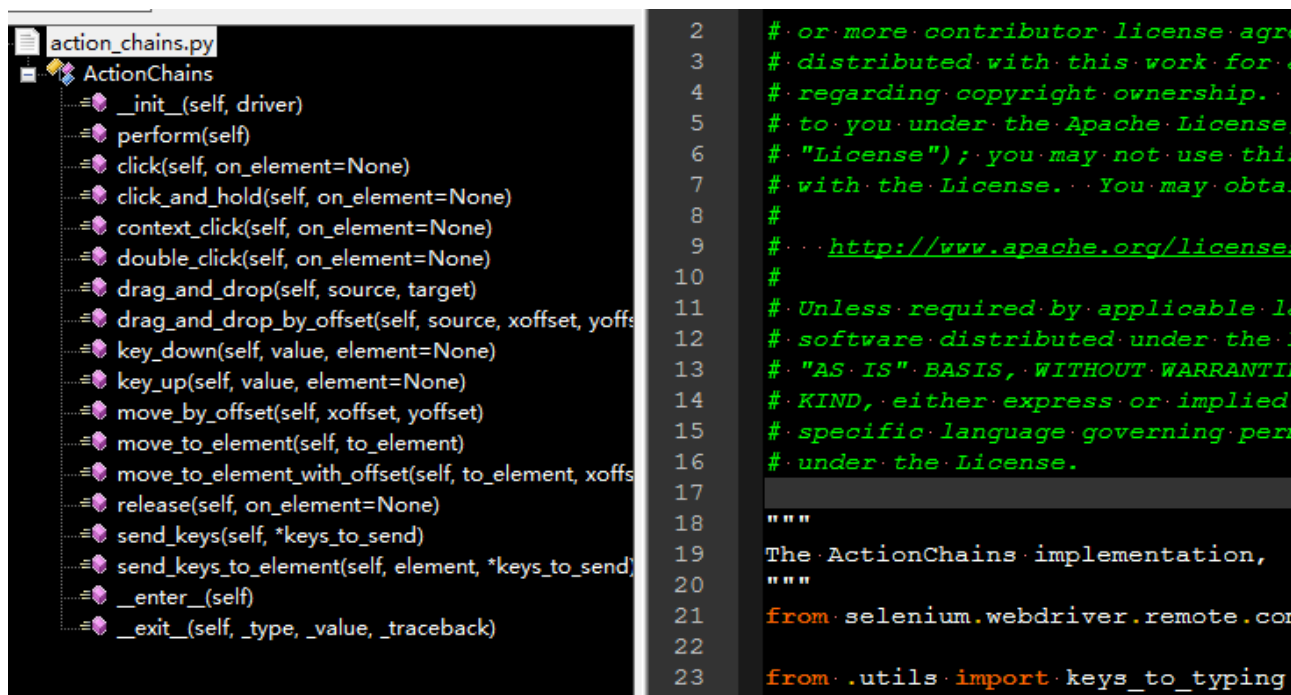 action_chains.py
ActionChains
__init__(self, driver)
perform(self)
click(self, on_element=None)
click_and_hold(self, on_element=None)
context_click(self, on_element=None)
double_click(self, on_element=None)
drag_and_drop(self, source, target)
drag_and_drop_by_offset(self, source, xoffset, yoffs
key_down(self, value, element=None)
key_up(self, value, element=None)
move_by_offset(self, xoffset, yoffset)
move_to_element(self, to_element)
move_to_element_with_offset(self, to_element, xoffs
release(self, on_element=None)
send_keys(self, *keys_to_send)
send_keys_to_element(self, element, *keys_to_send)
__enter__(self)
__exit__(self, _type, _value, _traceback)
2 # or more contributor license agre
3 # distributed with this work for a
4 # regarding copyright ownership.
5 # to you under the Apache License
6 # "License"); you may not use this
7 # with the License.  You may obtai
8 #
9 #   http://www.apache.org/licenses
10 #
11 # Unless required by applicable la
12 # software distributed under the
13 # "AS IS" BASIS, WITHOUT WARRANTIE
14 # KIND, either express or implied
15 # specific language governing perm
16 # under the License.
17
18 """
19 The ActionChains implementation,
20 """
21 from selenium.webdriver.remote.com
22
23 from .utils import keys_to_typing